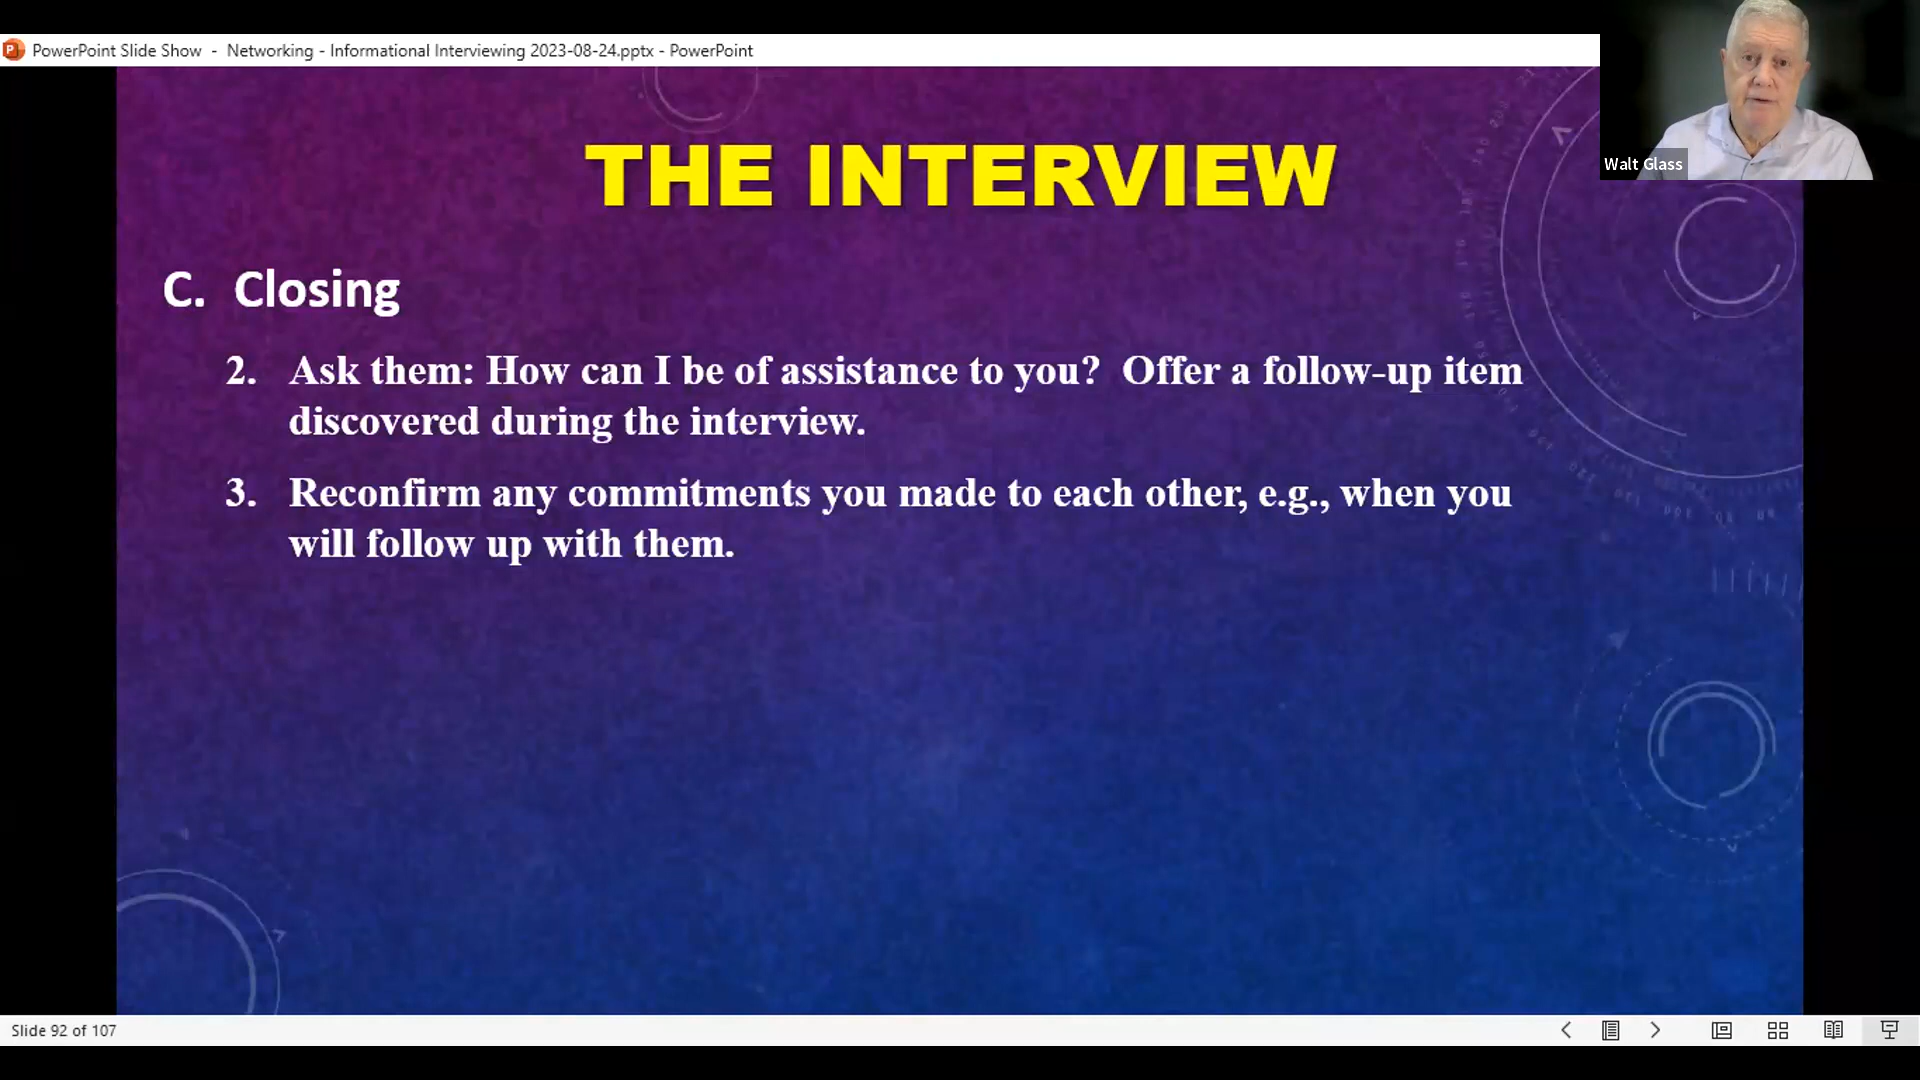 PowerPoint Slide Show - Networking - Informational Interviewing 2023-08-24.pptx - PowerPoint
Walt Glass
THE INTERVIEW
C. Closing
2. Ask them: How can I be of assistance to you? Offer a follow-up item
discovered during the interview.
3. Reconfirm any commitments you made to each other, e.g., when you
will follow up with them.
Slide 92 of 107